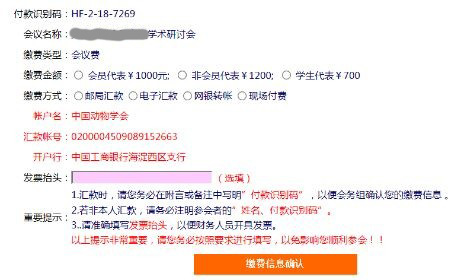 付款识别码：HF-2-18-7269
会议名称：学术研讨会
缴费类型：会议费
缴费金额：会员代表￥1000元; 非会员代表￥1200; 学生代表￥700
缴费方式：邮局汇款 电子汇款 网银转帐 现场付费
帐户名：中国动物学会
汇款帐号：0200004509089152663
开户行：中国工商银行海淀西区支行
发票抬头：（选填）
1.汇款时，请您务必在附言或备注中写明"付款识别码"，以便会务组确认您的缴费信息。
2.若非本人汇款，请务必注明参会者的"姓名、付款识别码"。
重要提示：
3..请准确填写发票抬头，以便财务人员开具发票。
以上提示非常重要，请您务必按照要求进行填写，以免影响您顺利参会！！
缴费信息确认